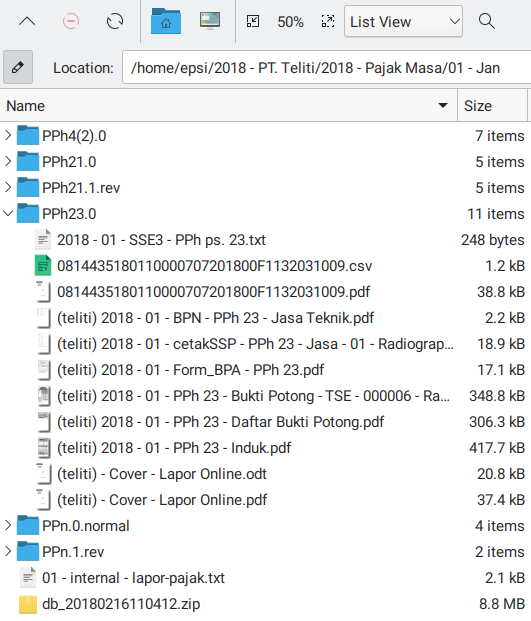 50% List View
Location: /home/epsi/2018 - PT. Teliti/2018 - Pajak Masa/01 - Jan
Name Size
PPh4(2).0 7 items
PPh21.0 5 items
PPh21.1.rev 5 items
PPh23.0 11 items
2018 - 01 - SSE3 - PPh ps. 23.txt 248 bytes
0814435180110000707201800F1132031009.csv 1.2 kB
0814435180110000707201800F1132031009.pdf 38.8 kB
(teliti) 2018 - 01 - BPN - PPh 23 - Jasa Teknik.pdf 2.2 kB
(teliti) 2018 - 01 - cetakSSP - PPh 23 - Jasa - 01 - Radiograp... 18.9 kB
(teliti) 2018 - 01 - Form_BPA - PPh 23.pdf 17.1 kB
(teliti) 2018 - 01 - PPh 23 - Bukti Potong - TSE - 000006 - Ra... 348.8 kB
(teliti) 2018 - 01 - PPh 23 - Daftar Bukti Potong.pdf 306.3 kB
(teliti) 2018 - 01 - PPh 23 - Induk.pdf 417.7 kB
(teliti) - Cover - Lapor Online.odt 20.8 kB
(teliti) - Cover - Lapor Online.pdf 37.4 kB
PPn.0.normal 4 items
PPn.1.rev 2 items
01 - internal - lapor-pajak.txt 2.1 kB
db_20180216110412.zip 8.8 MB